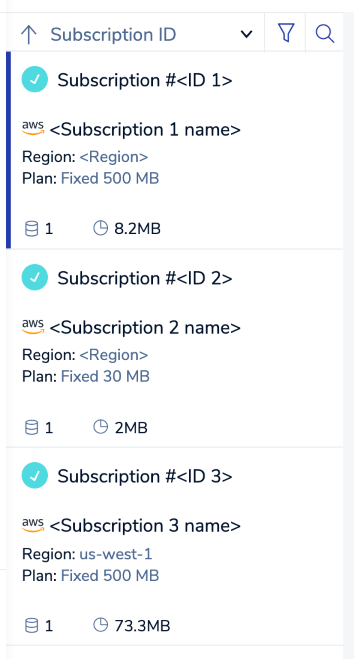 Subscription ID
Subscription #<ID 1>
aws <Subscription 1 name>
Region: <Region>
Plan: Fixed 500 MB
1 8.2MB
Subscription #<ID 2>
aws <Subscription 2 name>
Region: <Region>
Plan: Fixed 30 MB
1 2MB
Subscription #<ID 3>
aws <Subscription 3 name>
Region: us-west-1
Plan: Fixed 500 MB
1 73.3MB